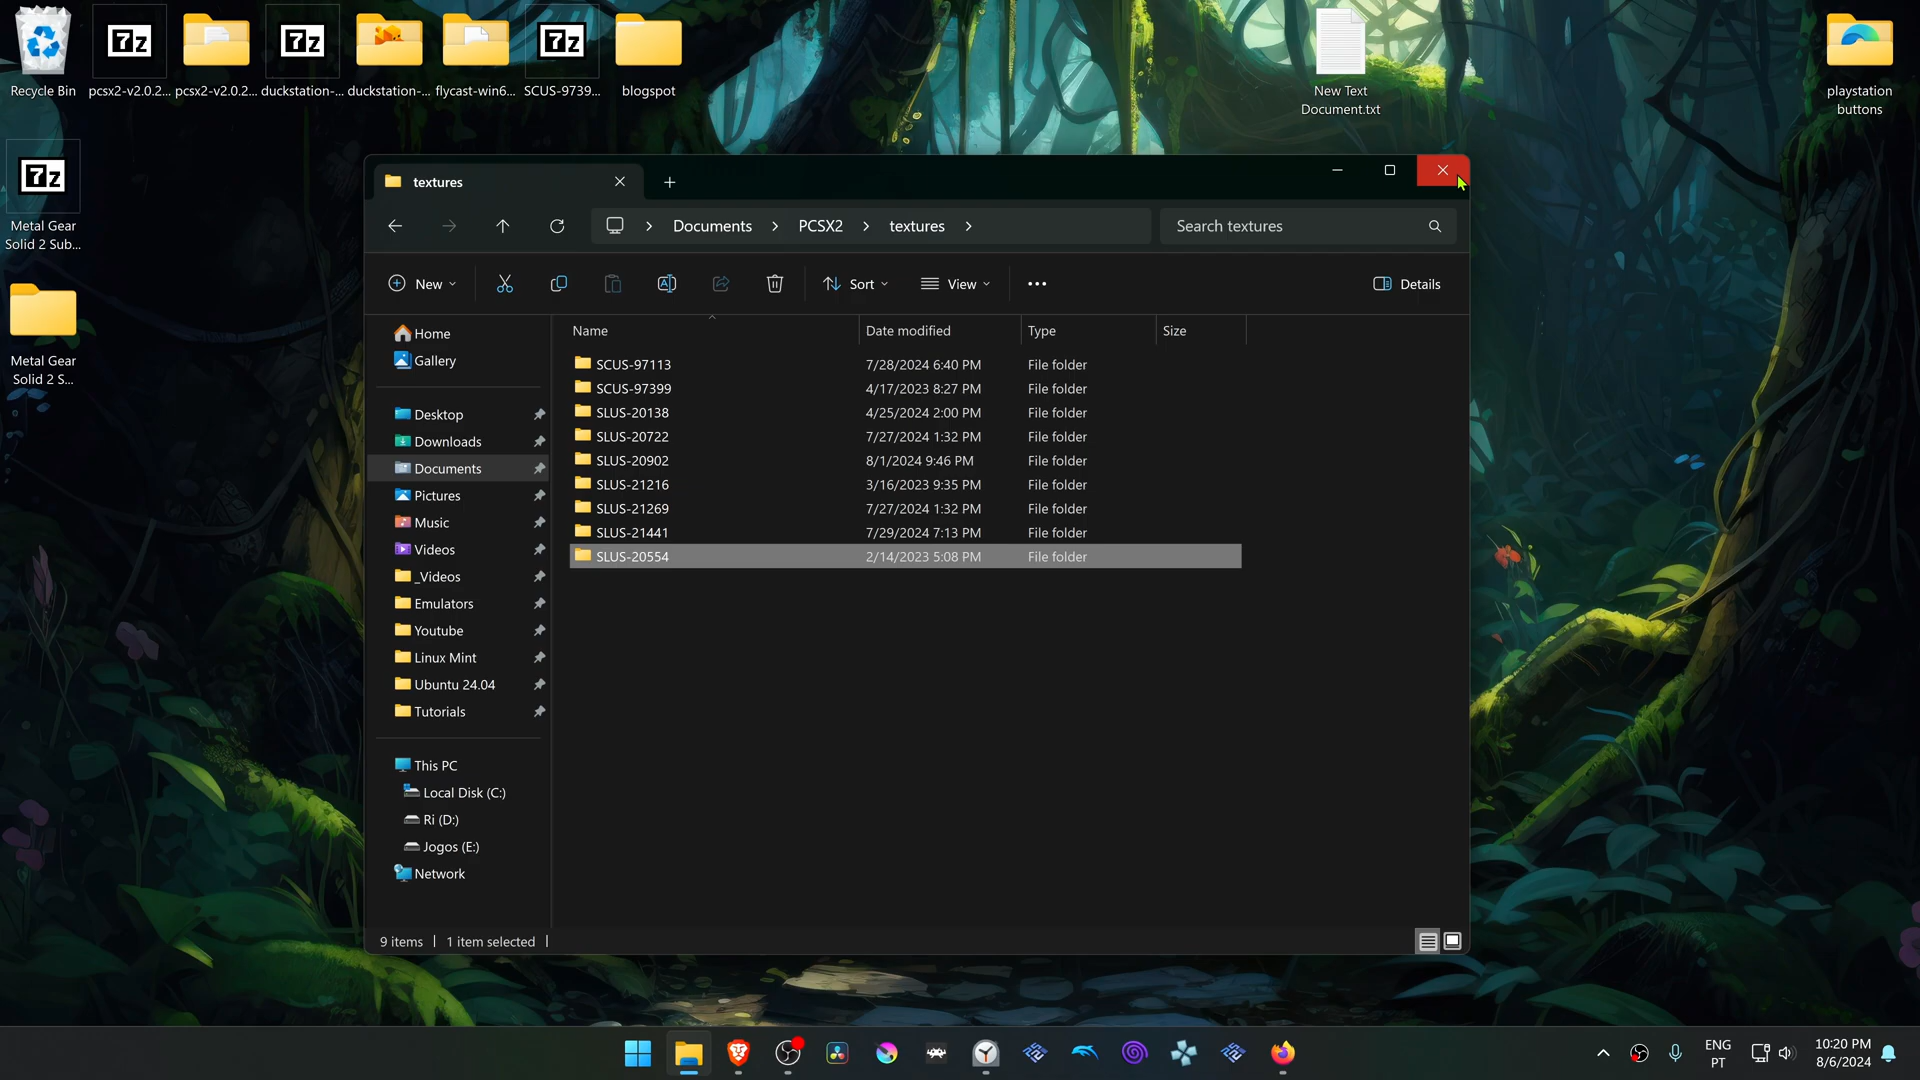 Recycle Bin
pcsx2-v2.0.2...
pcsx2-v2.0.2...
duckstation-...
duckstation-...
flycast-win6...
SCUS-9739...
blogspot
New Text
Document.txt
playstation
buttons
7z
7z
7z
7z
Metal Gear
Solid 2 Sub...
Metal Gear
Solid 2 S...
textures
Documents
PCSX2
textures
Search textures
New
Sort
View
Details
Home
Gallery
Desktop
Downloads
Documents
Pictures
Music
Videos
_Videos
Emulators
Youtube
Linux Mint
Ubuntu 24.04
Tutorials
This PC
Local Disk (C:)
Ri (D:)
Jogos (E:)
Network
Name Date modified Type Size
SCUS-97113 7/28/2024 6:40 PM File folder
SCUS-97399 4/17/2023 8:27 PM File folder
SLUS-20138 4/25/2024 2:00 PM File folder
SLUS-20722 7/27/2024 1:32 PM File folder
SLUS-20902 8/1/2024 9:46 PM File folder
SLUS-21216 3/16/2023 9:35 PM File folder
SLUS-21269 7/27/2024 1:32 PM File folder
SLUS-21441 7/29/2024 7:13 PM File folder
SLUS-20554 2/14/2023 5:08 PM File folder
9 items
1 item selected
ENG
PT
10:20 PM
8/6/2024